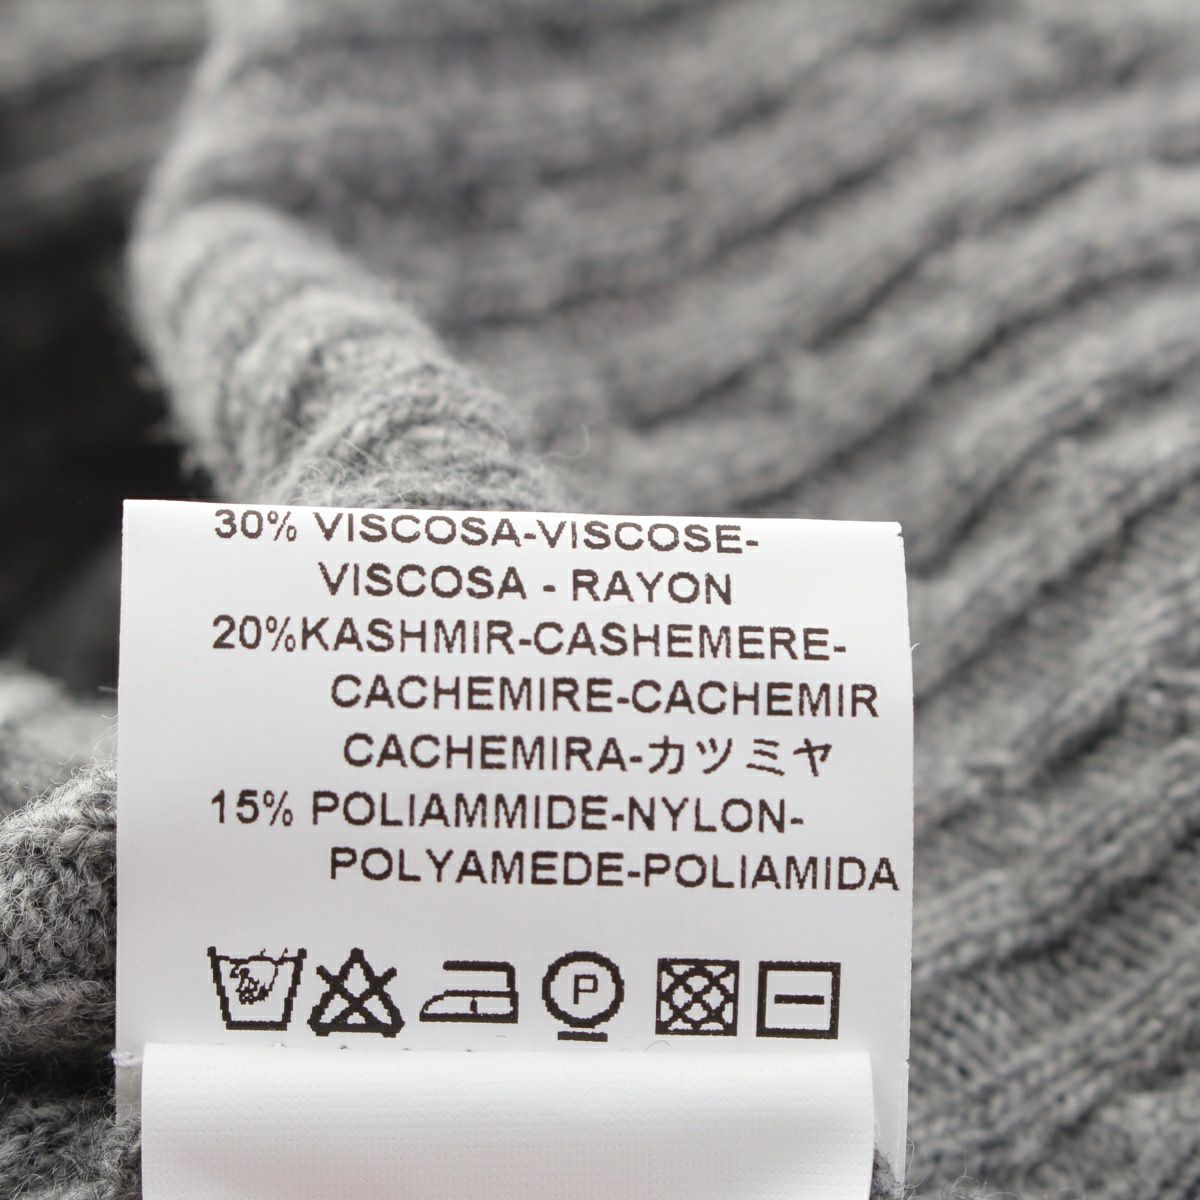 30% VISCOSA-VISCOSE-
VISCOSA - RAYON
20%KASHMIR-CASHEMERE-
CACHEMIRE-CACHEMIR
CACHEMIRA-カツミヤ
15% POLIAMMIDE-NYLON-
POLYAMEDE-POLIAMIDA
P